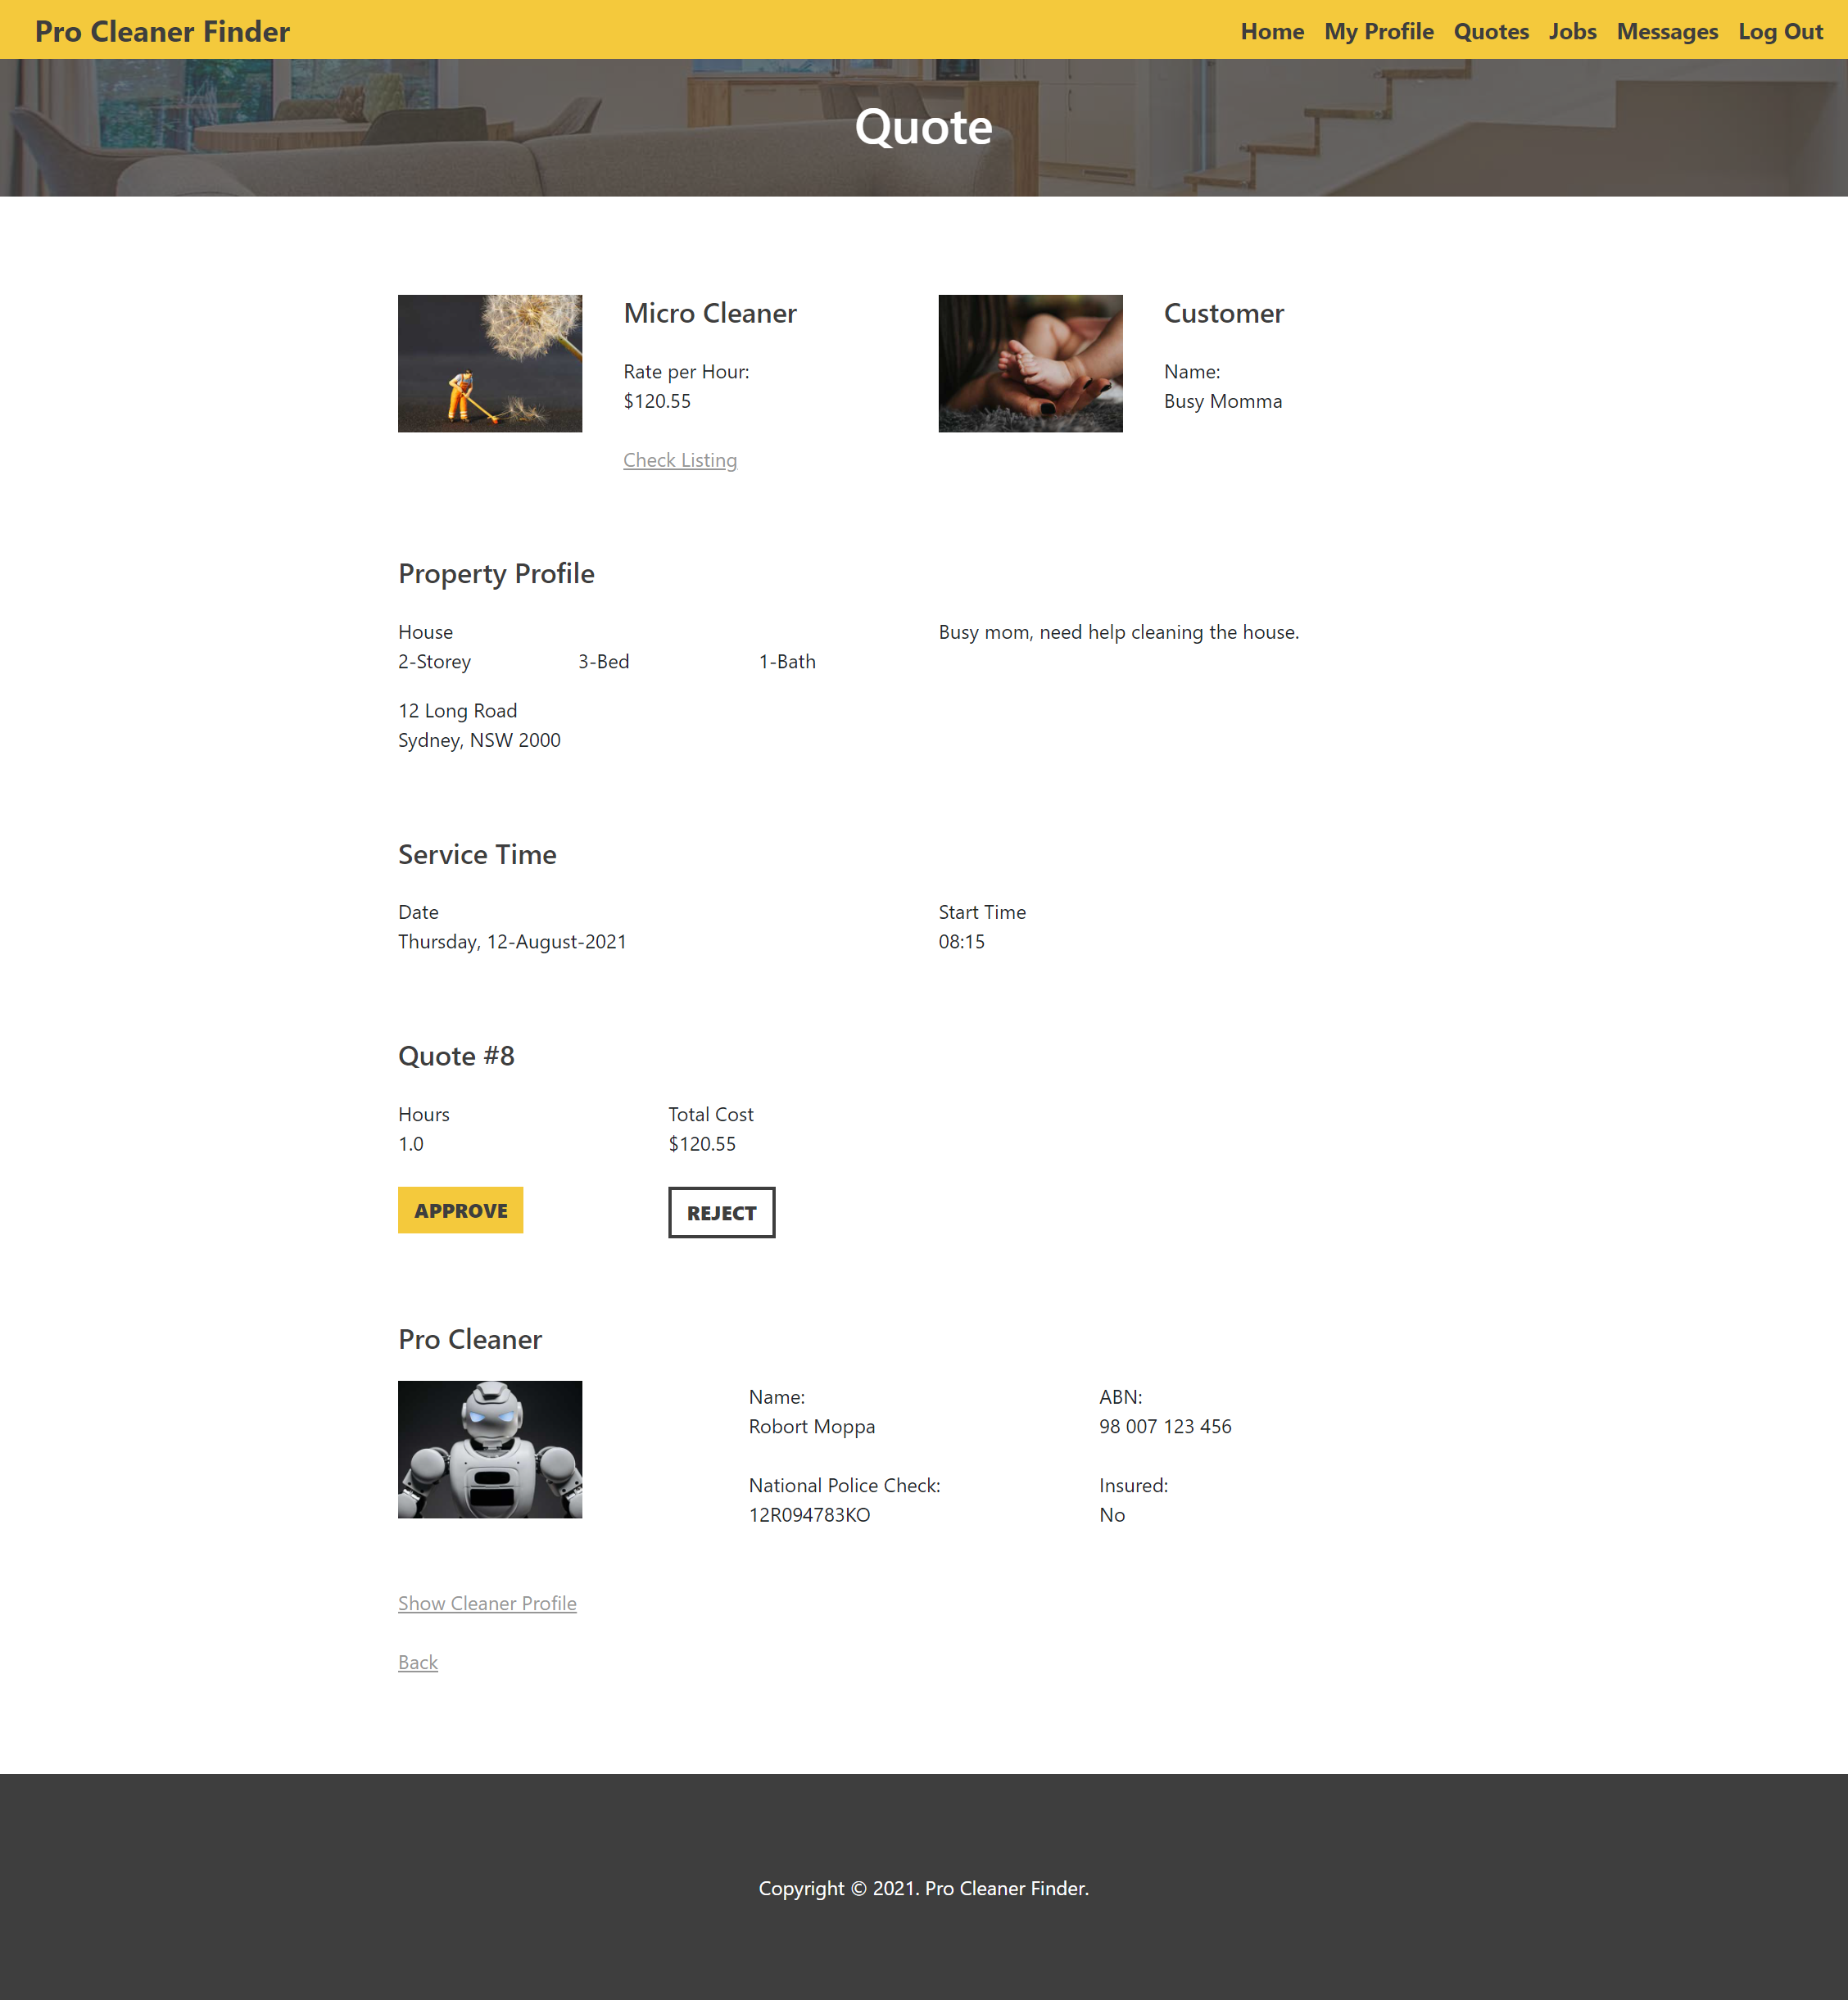 Pro Cleaner Finder
Home My Profile Quotes Jobs Messages Log Out
Quote
Micro Cleaner
Rate per Hour:
$120.55
Check Listing
Customer
Name:
Busy Momma
Property Profile
House
2-Storey 3-Bed 1-Bath
12 Long Road
Sydney, NSW 2000
Busy mom, need help cleaning the house.
Service Time
Date
Thursday, 12-August-2021
Start Time
08:15
Quote #8
Hours
1.0
Total Cost
$120.55
APPROVE
REJECT
Pro Cleaner
Name:
Robort Moppa
ABN:
98 007 123 456
National Police Check:
12R094783KO
Insured:
No
Show Cleaner Profile
Back
Copyright © 2021. Pro Cleaner Finder.